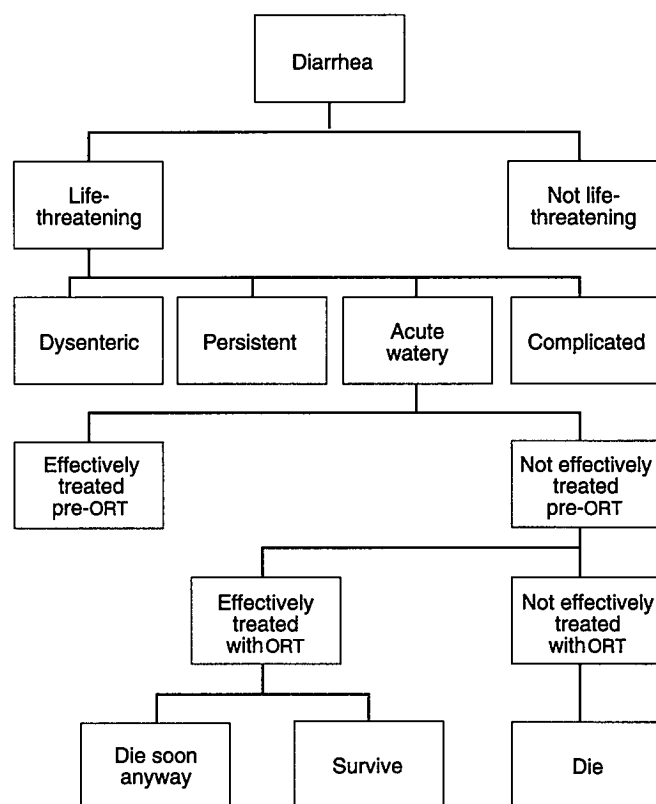 Diarrhea
Life-
threatening
Not life-
threatening
Dysenteric
Persistent
Acute
watery
Complicated
Effectively
treated
pre-ORT
Not effectively
treated
pre-ORT
Effectively
treated
with ORT
Not effectively
treated
with ORT
Die soon
anyway
Survive
Die